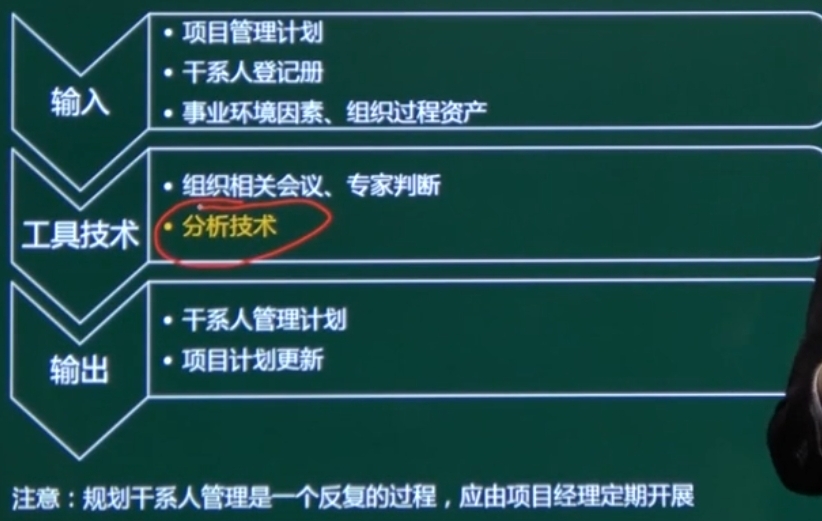 输入
• 项目管理计划
• 干系人登记册
• 事业环境因素、组织过程资产
工具技术
• 组织相关会议、专家判断
• 分析技术
输出
• 干系人管理计划
• 项目计划更新
注意：规划干系人管理是一个反复的过程，应由项目经理定期开展